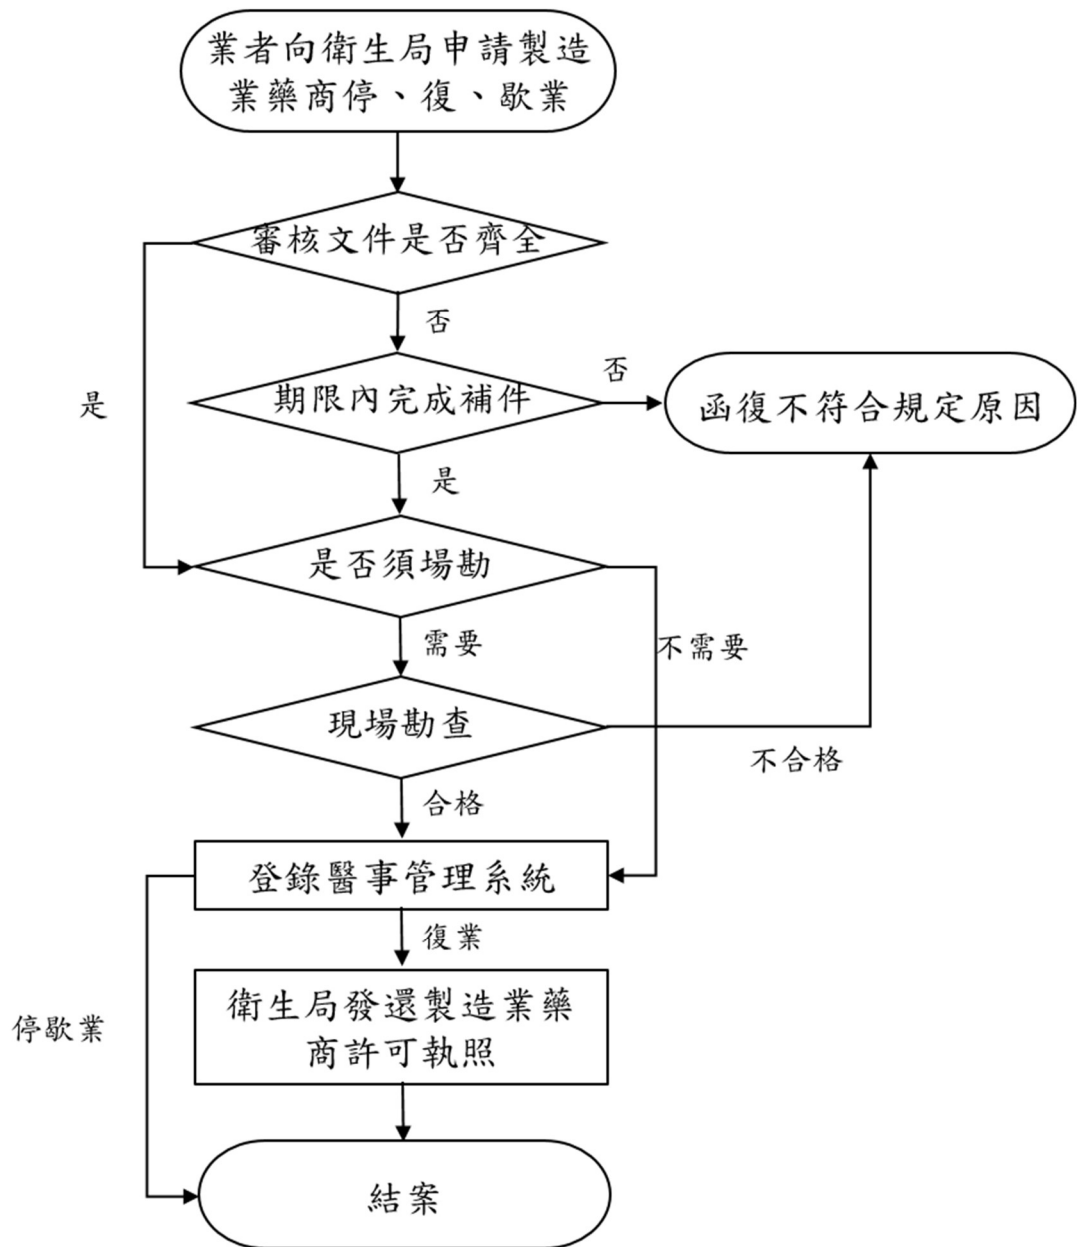 業者向衛生局申請製造
業藥商停、復、歇業
審核文件是否齊全
否
是
期限內完成補件
否
函復不符合規定原因
是
是否須場勘
需要
不需要
現場勘查
不合格
合格
登錄醫事管理系統
復業
停歇業
衛生局發還製造業藥
商許可執照
結案